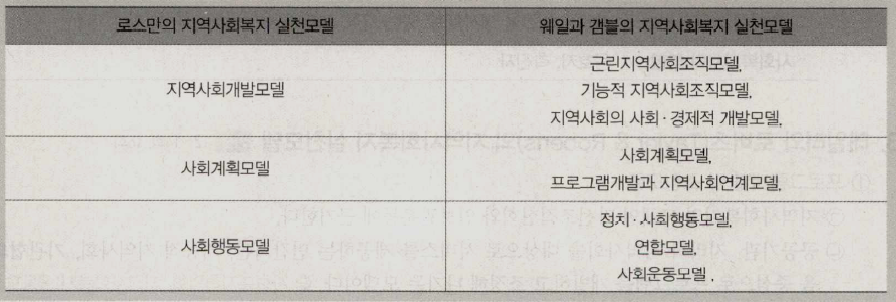 로스만의 지역사회복지 실천모델
웨일과 갬블의 지역사회복지 실천모델
지역사회개발모델
근린지역사회조직모델,
기능적 지역사회조직모델,
지역사회의 사회·경제적 개발모델,
사회계획모델
사회계획모델,
프로그램개발과 지역사회연계모델,
사회행동모델
정치·사회행동모델,
연합모델,
사회운동모델.